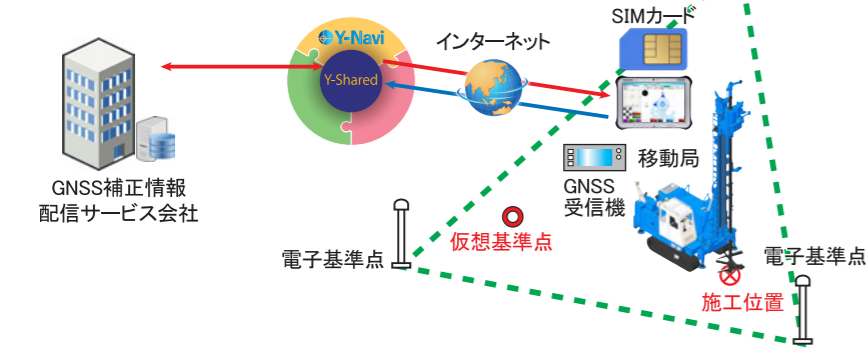 SIMカード
Y-Navi
インターネット
Y-Shared
移動局
GNSS補正情報
配信サービス会社
GNSS
受信機
仮想基準点
電子基準点
電子基準点
施工位置